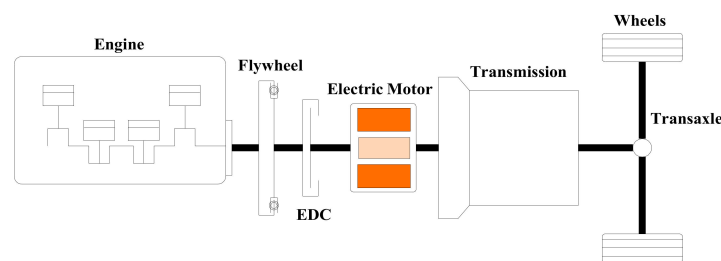 Wheels
Engine
Flywheel
Electric Motor
Transmission
Transaxle
EDC